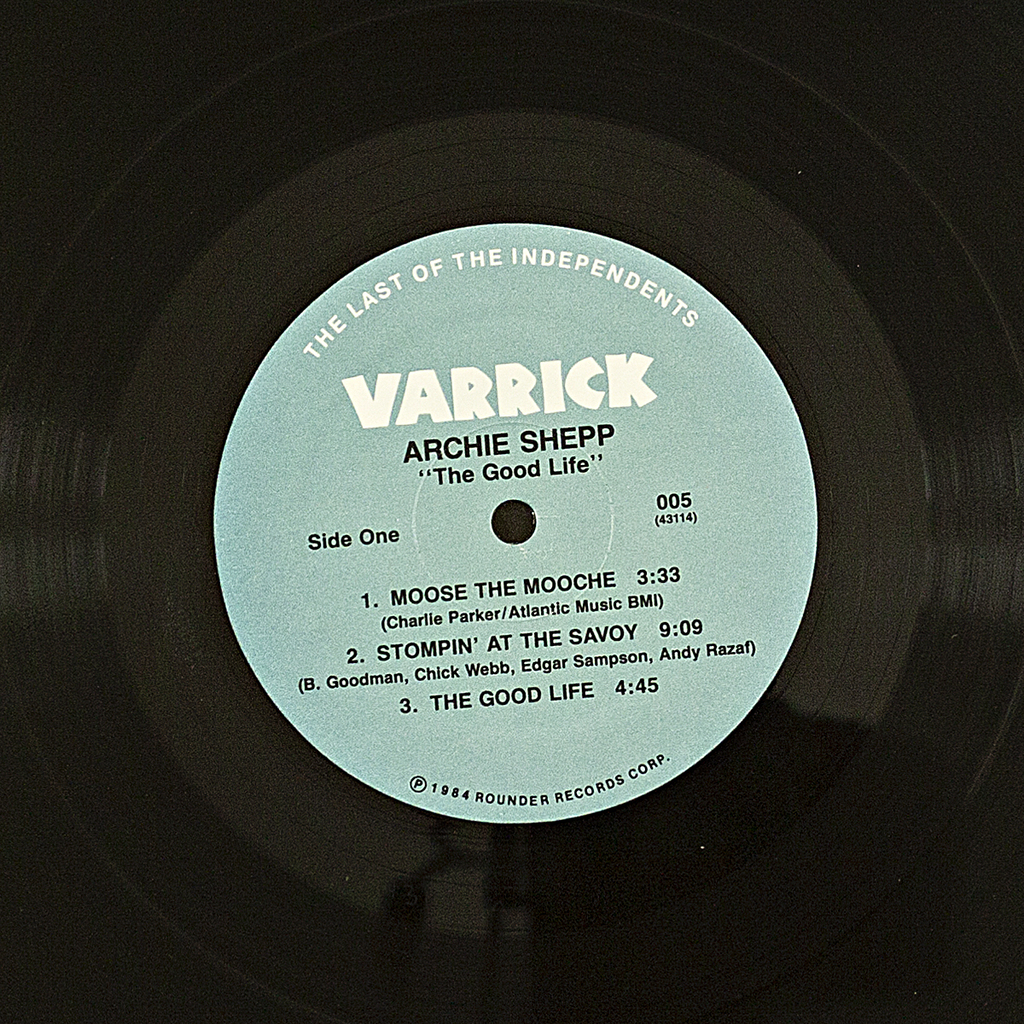 THE LAST OF THE INDEPENDENTS
VARRICK
ARCHIE SHEPP
‘‘The Good Life’’
005
(43114)
Side One
1. MOOSE THE MOOCHE 3:33
(Charlie Parker/Atlantic Music BMI)
2. STOMPIN’ AT THE SAVOY 9:09
(B. Goodman, Chick Webb, Edgar Sampson, Andy Razaf)
3. THE GOOD LIFE 4:45
℗ 1984 ROUNDER RECORDS CORP.